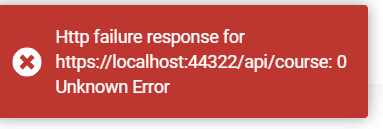 Http failure response for
https://localhost:44322/api/course: 0
Unknown Error